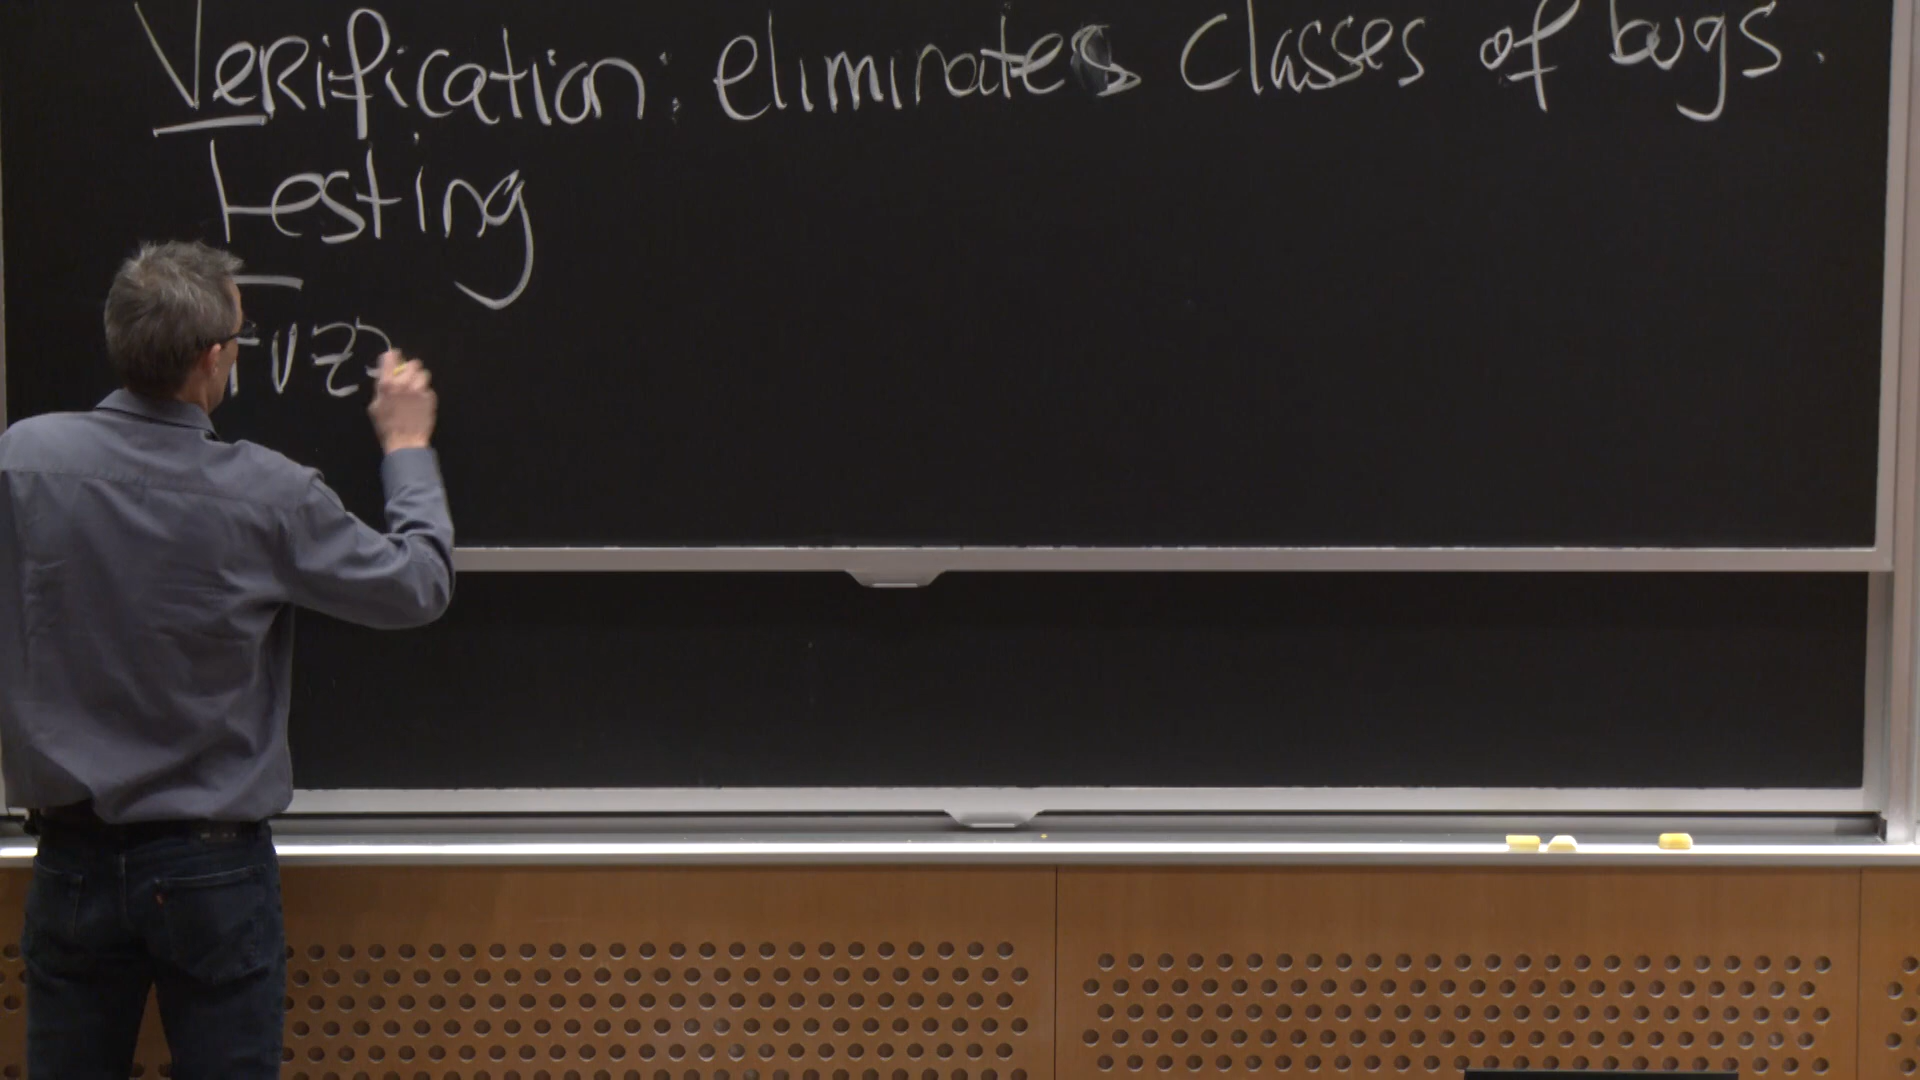 Verification: eliminates classes of bugs.
Testing
Fuzz